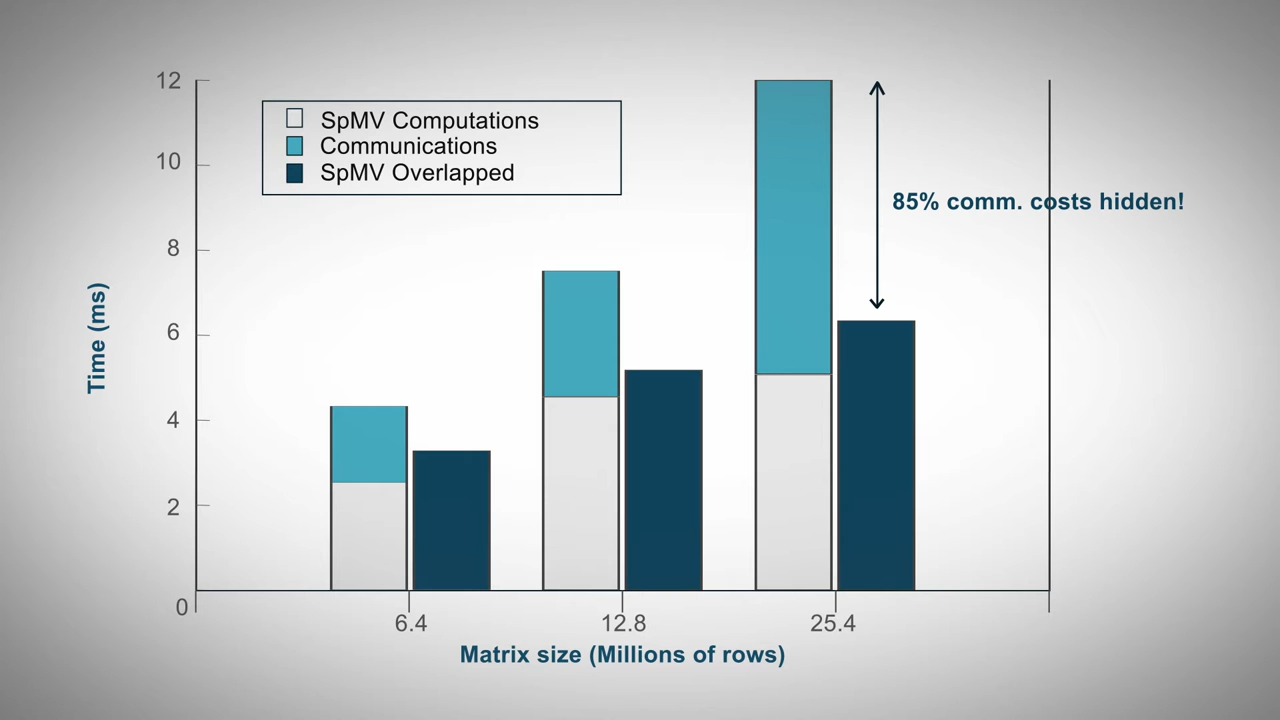 12
10
8
6
4
2
0
Time (ms)
SpMV Computations
Communications
SpMV Overlapped
85% comm. costs hidden!
6.4
12.8
25.4
Matrix size (Millions of rows)